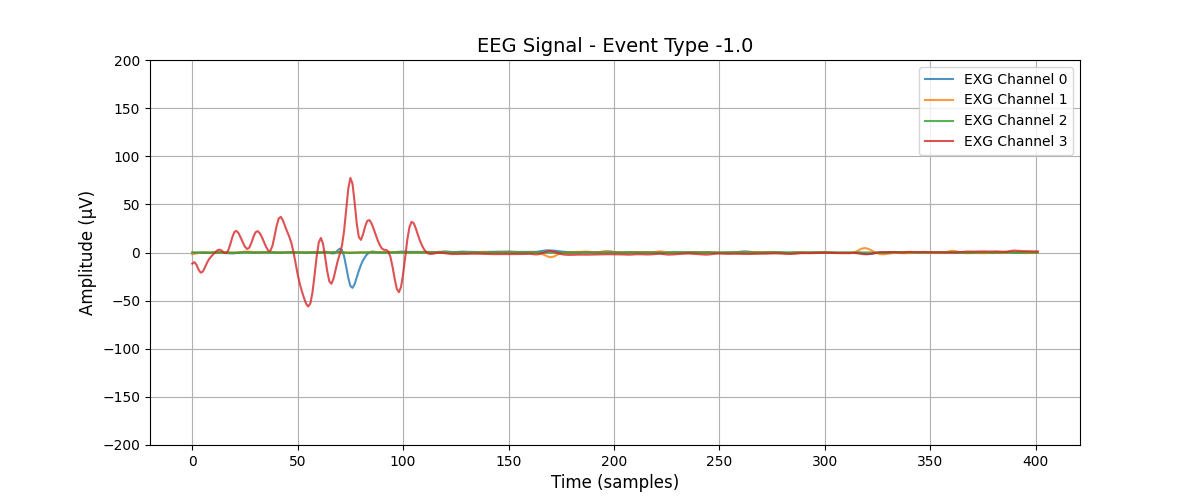 EEG Signal - Event Type -1.0
EXG Channel 0
EXG Channel 1
EXG Channel 2
EXG Channel 3
200
150
100
50
0
−50
−100
−150
−200
Amplitude (μV)
0 50 100 150 200 250 300 350 400
Time (samples)